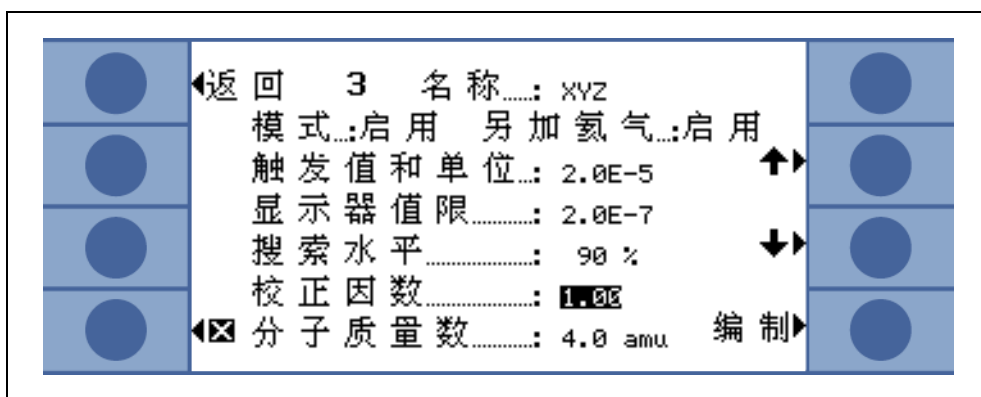 返回 3 名称.....: XYZ
模式...:启用 另加氦气...:启用
触发值和单位...: 2.0E-5
显示器值限...........: 2.0E-7
搜索水平..................: 90 %
校正因数..................: 1.00
分子质量数...........: 4.0 amu 编制